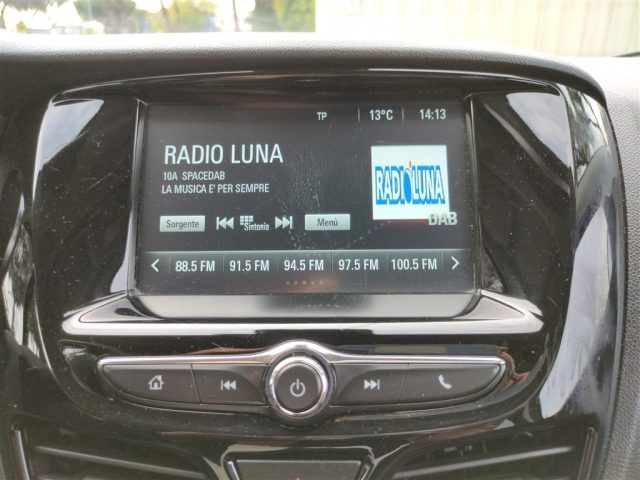 TP 13°C 14:13
RADIO LUNA
10A SPACEDAB
LA MUSICA E' PER SEMPRE
RADIO LUNA
DAB
Sorgente Sintonia Menù
88.5 FM 91.5 FM 94.5 FM 97.5 FM 100.5 FM